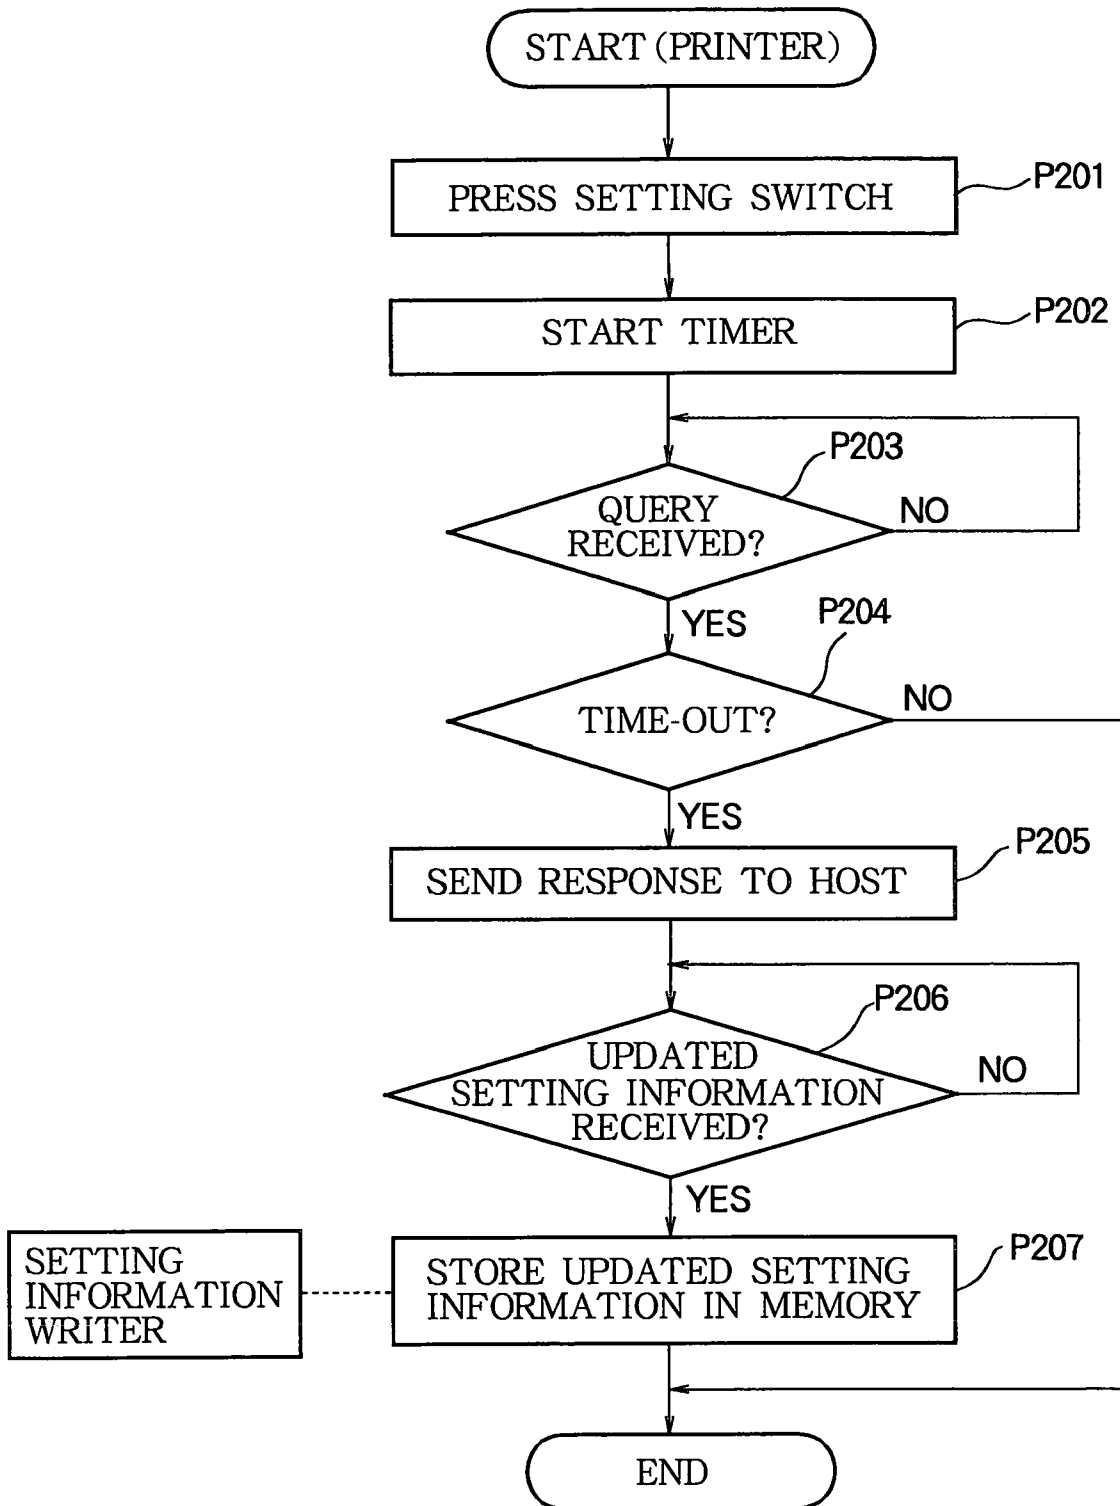 START (PRINTER)
PRESS SETTING SWITCH
P201
START TIMER
P202
P203
QUERY
RECEIVED?
NO
YES
P204
TIME-OUT?
NO
YES
P205
SEND RESPONSE TO HOST
P206
UPDATED
SETTING INFORMATION
RECEIVED?
NO
YES
P207
SETTING
INFORMATION
WRITER
STORE UPDATED SETTING
INFORMATION IN MEMORY
END